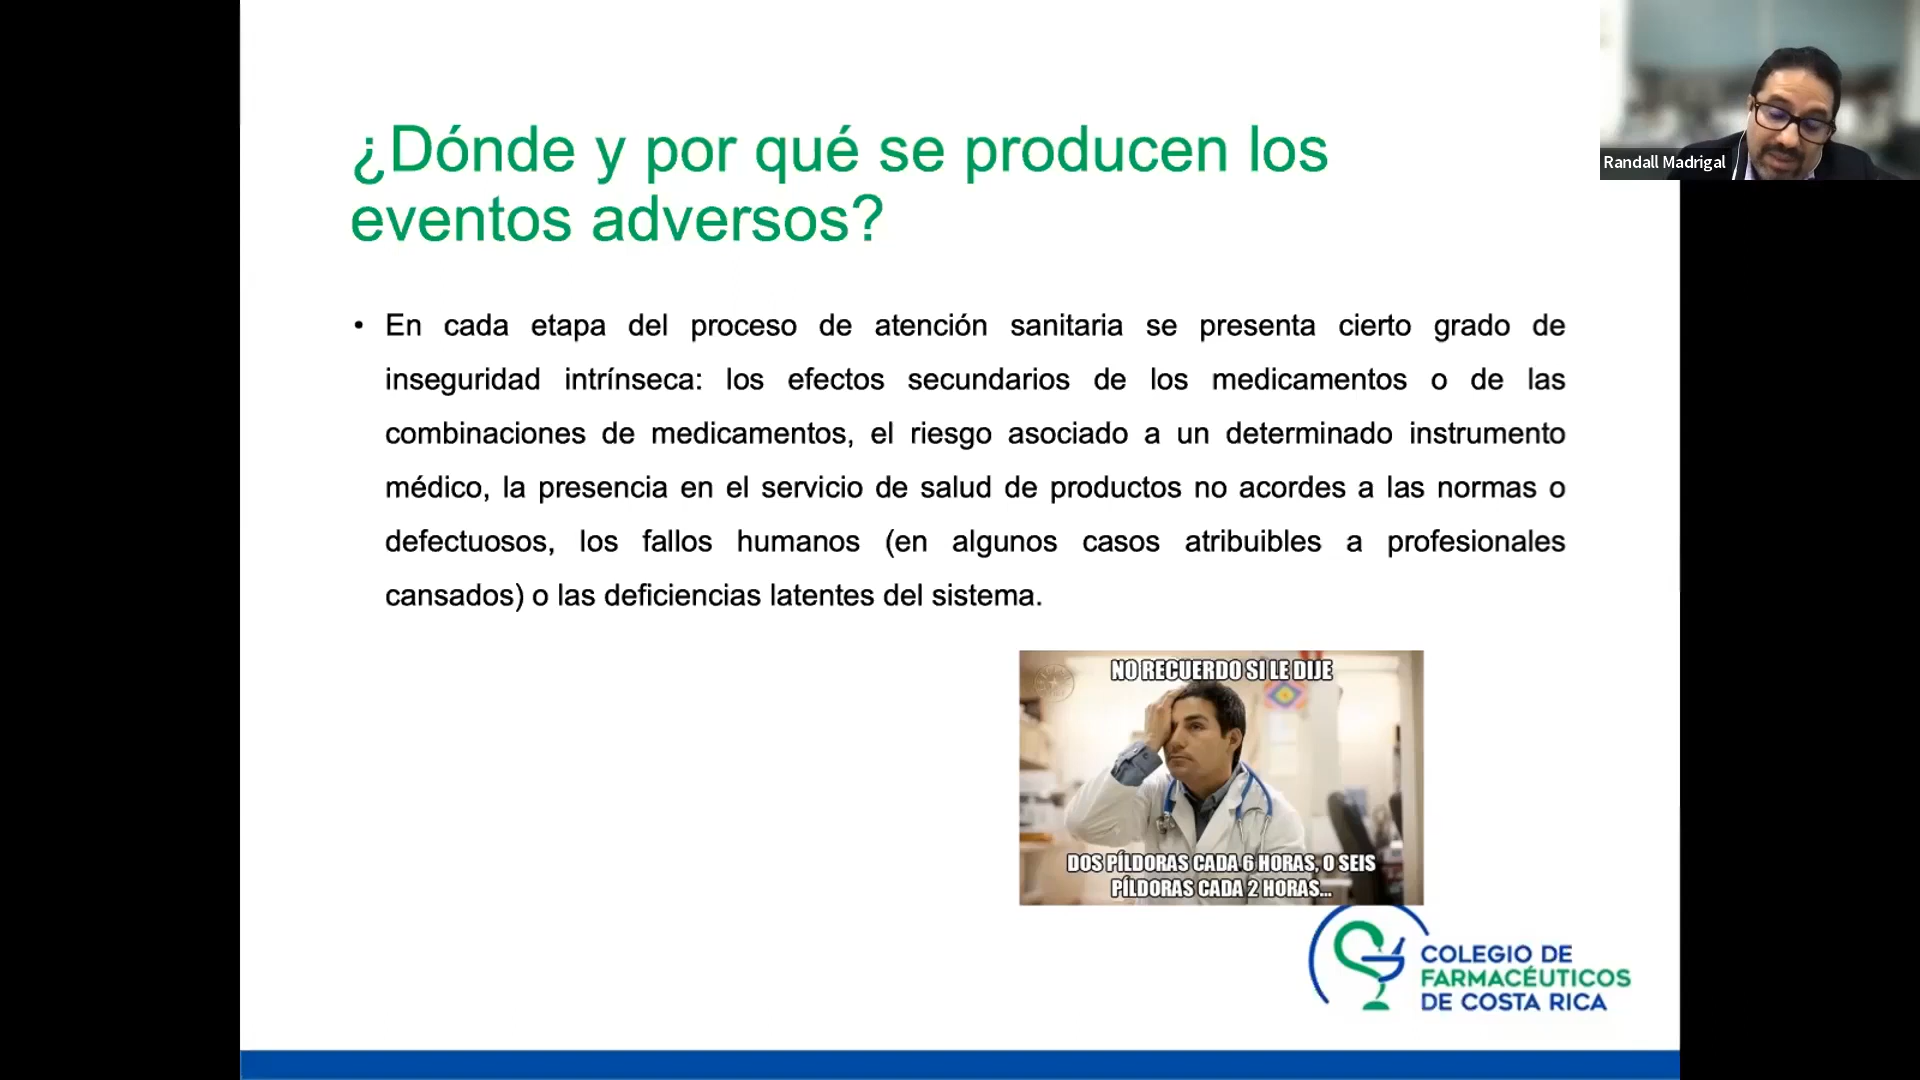 ¿Dónde y por qué se producen los
eventos adversos?
Randall Madrigal
• En cada etapa del proceso de atención sanitaria se presenta cierto grado de
inseguridad intrínseca: los efectos secundarios de los medicamentos o de las
combinaciones de medicamentos, el riesgo asociado a un determinado instrumento
médico, la presencia en el servicio de salud de productos no acordes a las normas o
defectuosos, los fallos humanos (en algunos casos atribuibles a profesionales
cansados) o las deficiencias latentes del sistema.
NO RECUERDO SI LE DIJE
DOS PÍLDORAS CADA 6 HORAS, O SEIS
PÍLDORAS CADA 2 HORAS...
COLEGIO DE
FARMACÉUTICOS
DE COSTA RICA